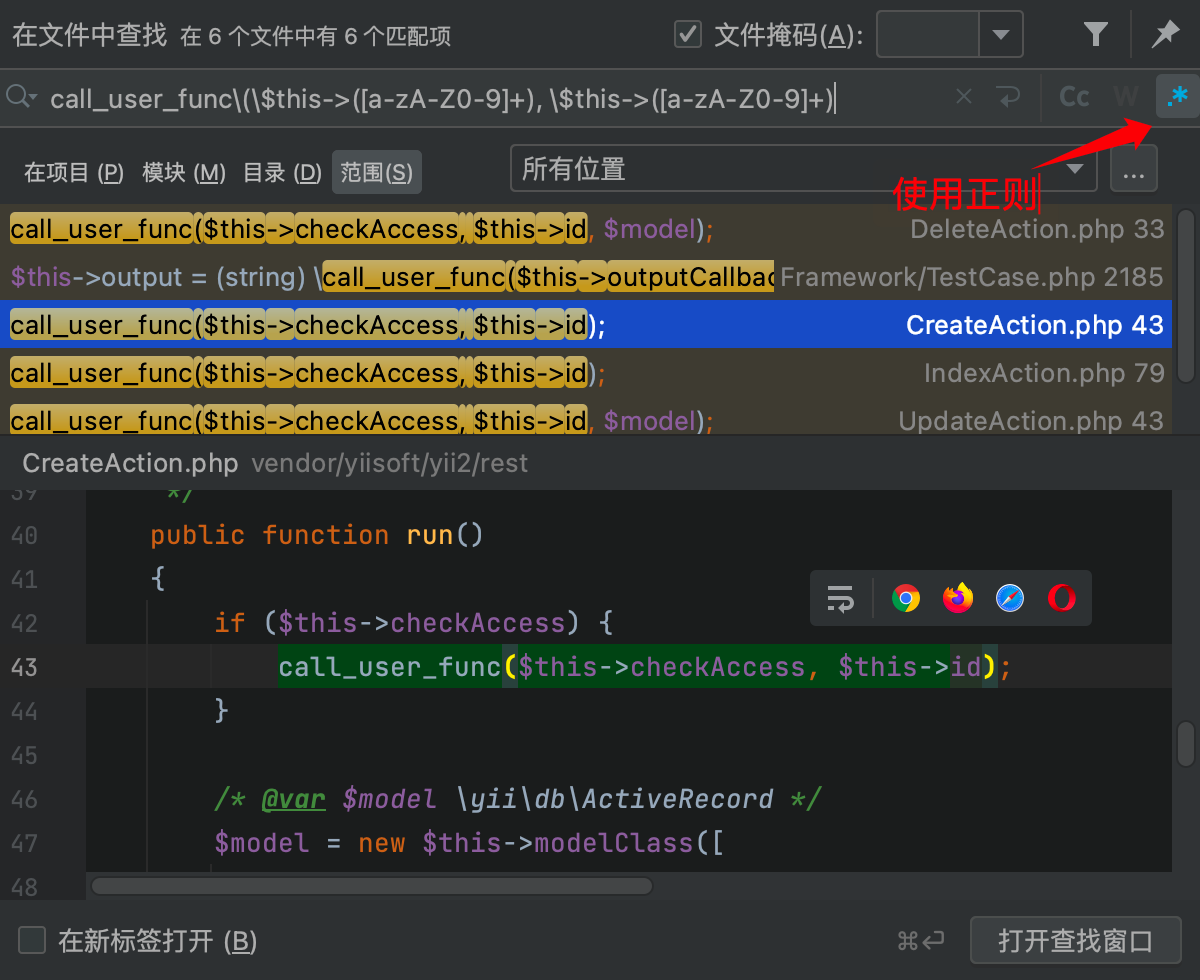 在文件中查找 在 6 个文件中有 6 个匹配项 文件掩码(A):
call_user_func\(\$this->([a-zA-Z0-9]+), \$this->([a-zA-Z0-9]+) Cc W .*
在项目 (P) 模块 (M) 目录 (D) 范围(S) 所有位置 ...
使用正则
call_user_func($this->checkAccess, $this->id, $model); DeleteAction.php 33
$this->output = (string) \call_user_func($this->outputCallbac Framework/TestCase.php 2185
call_user_func($this->checkAccess, $this->id); CreateAction.php 43
call_user_func($this->checkAccess, $this->id); IndexAction.php 79
call_user_func($this->checkAccess, $this->id, $model); UpdateAction.php 43
CreateAction.php vendor/yiisoft/yii2/rest
39 */
40 public function run()
41 {
42 if ($this->checkAccess) {
43 call_user_func($this->checkAccess, $this->id);
44 }
45
46 /* @var $model \yii\db\ActiveRecord */
47 $model = new $this->modelClass([
48
在新标签打开 (B) ⌘↩ 打开查找窗口